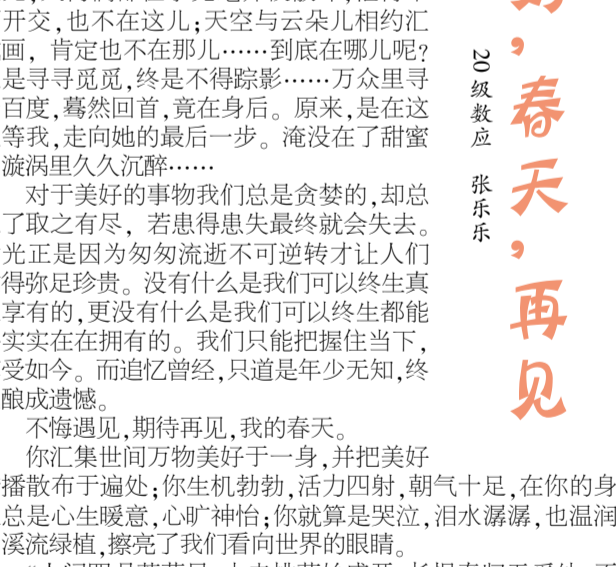 ，春天，再见
20级数应 张乐乐
开交,也不在这儿;天空与云朵儿相约汇
画，肯定也不在那儿……到底在哪儿呢?
是寻寻觅觅,终是不得踪影……万众里寻
百度,蓦然回首,竟在身后。原来,是在这
等我,走向她的最后一步。淹没在了甜蜜
漩涡里久久沉醉……
对于美好的事物我们总是贪婪的,却总
了取之有尽，若患得患失最终就会失去。
光正是因为匆匆流逝不可逆转才让人们
得弥足珍贵。没有什么是我们可以终生真
享有的,更没有什么是我们可以终生都能
实实在在拥有的。我们只能把握住当下,
受如今。而追忆曾经,只道是年少无知,终
酿成遗憾。
不悔遇见,期待再见,我的春天。
你汇集世间万物美好于一身,并把美好
播散布于遍处;你生机勃勃,活力四射,朝气十足,在你的身
总是心生暖意,心旷神怡;你就算是哭泣,泪水潺潺,也温润
溪流绿植,擦亮了我们看向世界的眼睛。